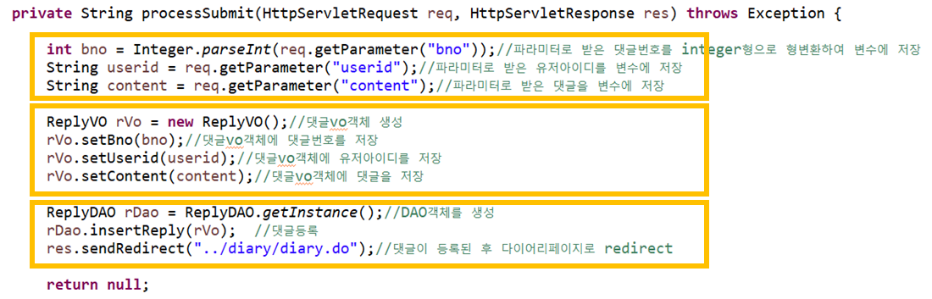 private String processSubmit(HttpServletRequest req, HttpServletResponse res) throws Exception {
int bno = Integer.parseInt(req.getParameter("bno"));//파라미터로 받은 댓글번호를 integer형으로 형변환하여 변수에 저장
String userid = req.getParameter("userid");//파라미터로 받은 유저아이디를 변수에 저장
String content = req.getParameter("content");//파라미터로 받은 댓글을 변수에 저장
ReplyVO rVo = new ReplyVO();//댓글vo객체 생성
rVo.setBno(bno);//댓글vo객체에 댓글번호를 저장
rVo.setUserid(userid);//댓글vo객체에 유저아이디를 저장
rVo.setContent(content);//댓글vo객체에 댓글을 저장
ReplyDAO rDao = ReplyDAO.getInstance();//DAO객체를 생성
rDao.insertReply(rVo);  //댓글등록
res.sendRedirect("../diary/diary.do");//댓글이 등록된 후 다이어리페이지로 redirect
return null;